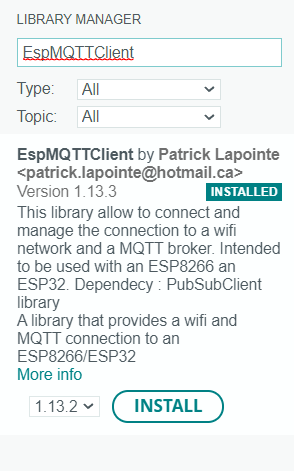 LIBRARY MANAGER
EspMQTTClient
Type: All
Topic: All
EspMQTTClient by Patrick Lapointe
<patrick.lapointe@hotmail.ca>
Version 1.13.3 INSTALLED
This library allow to connect and
manage the connection to a wifi
network and a MQTT broker. Intended
to be used with an ESP8266 an
ESP32. Dependecy : PubSubClient
library
A library that provides a wifi and
MQTT connection to an
ESP8266/ESP32
More info
1.13.2 INSTALL